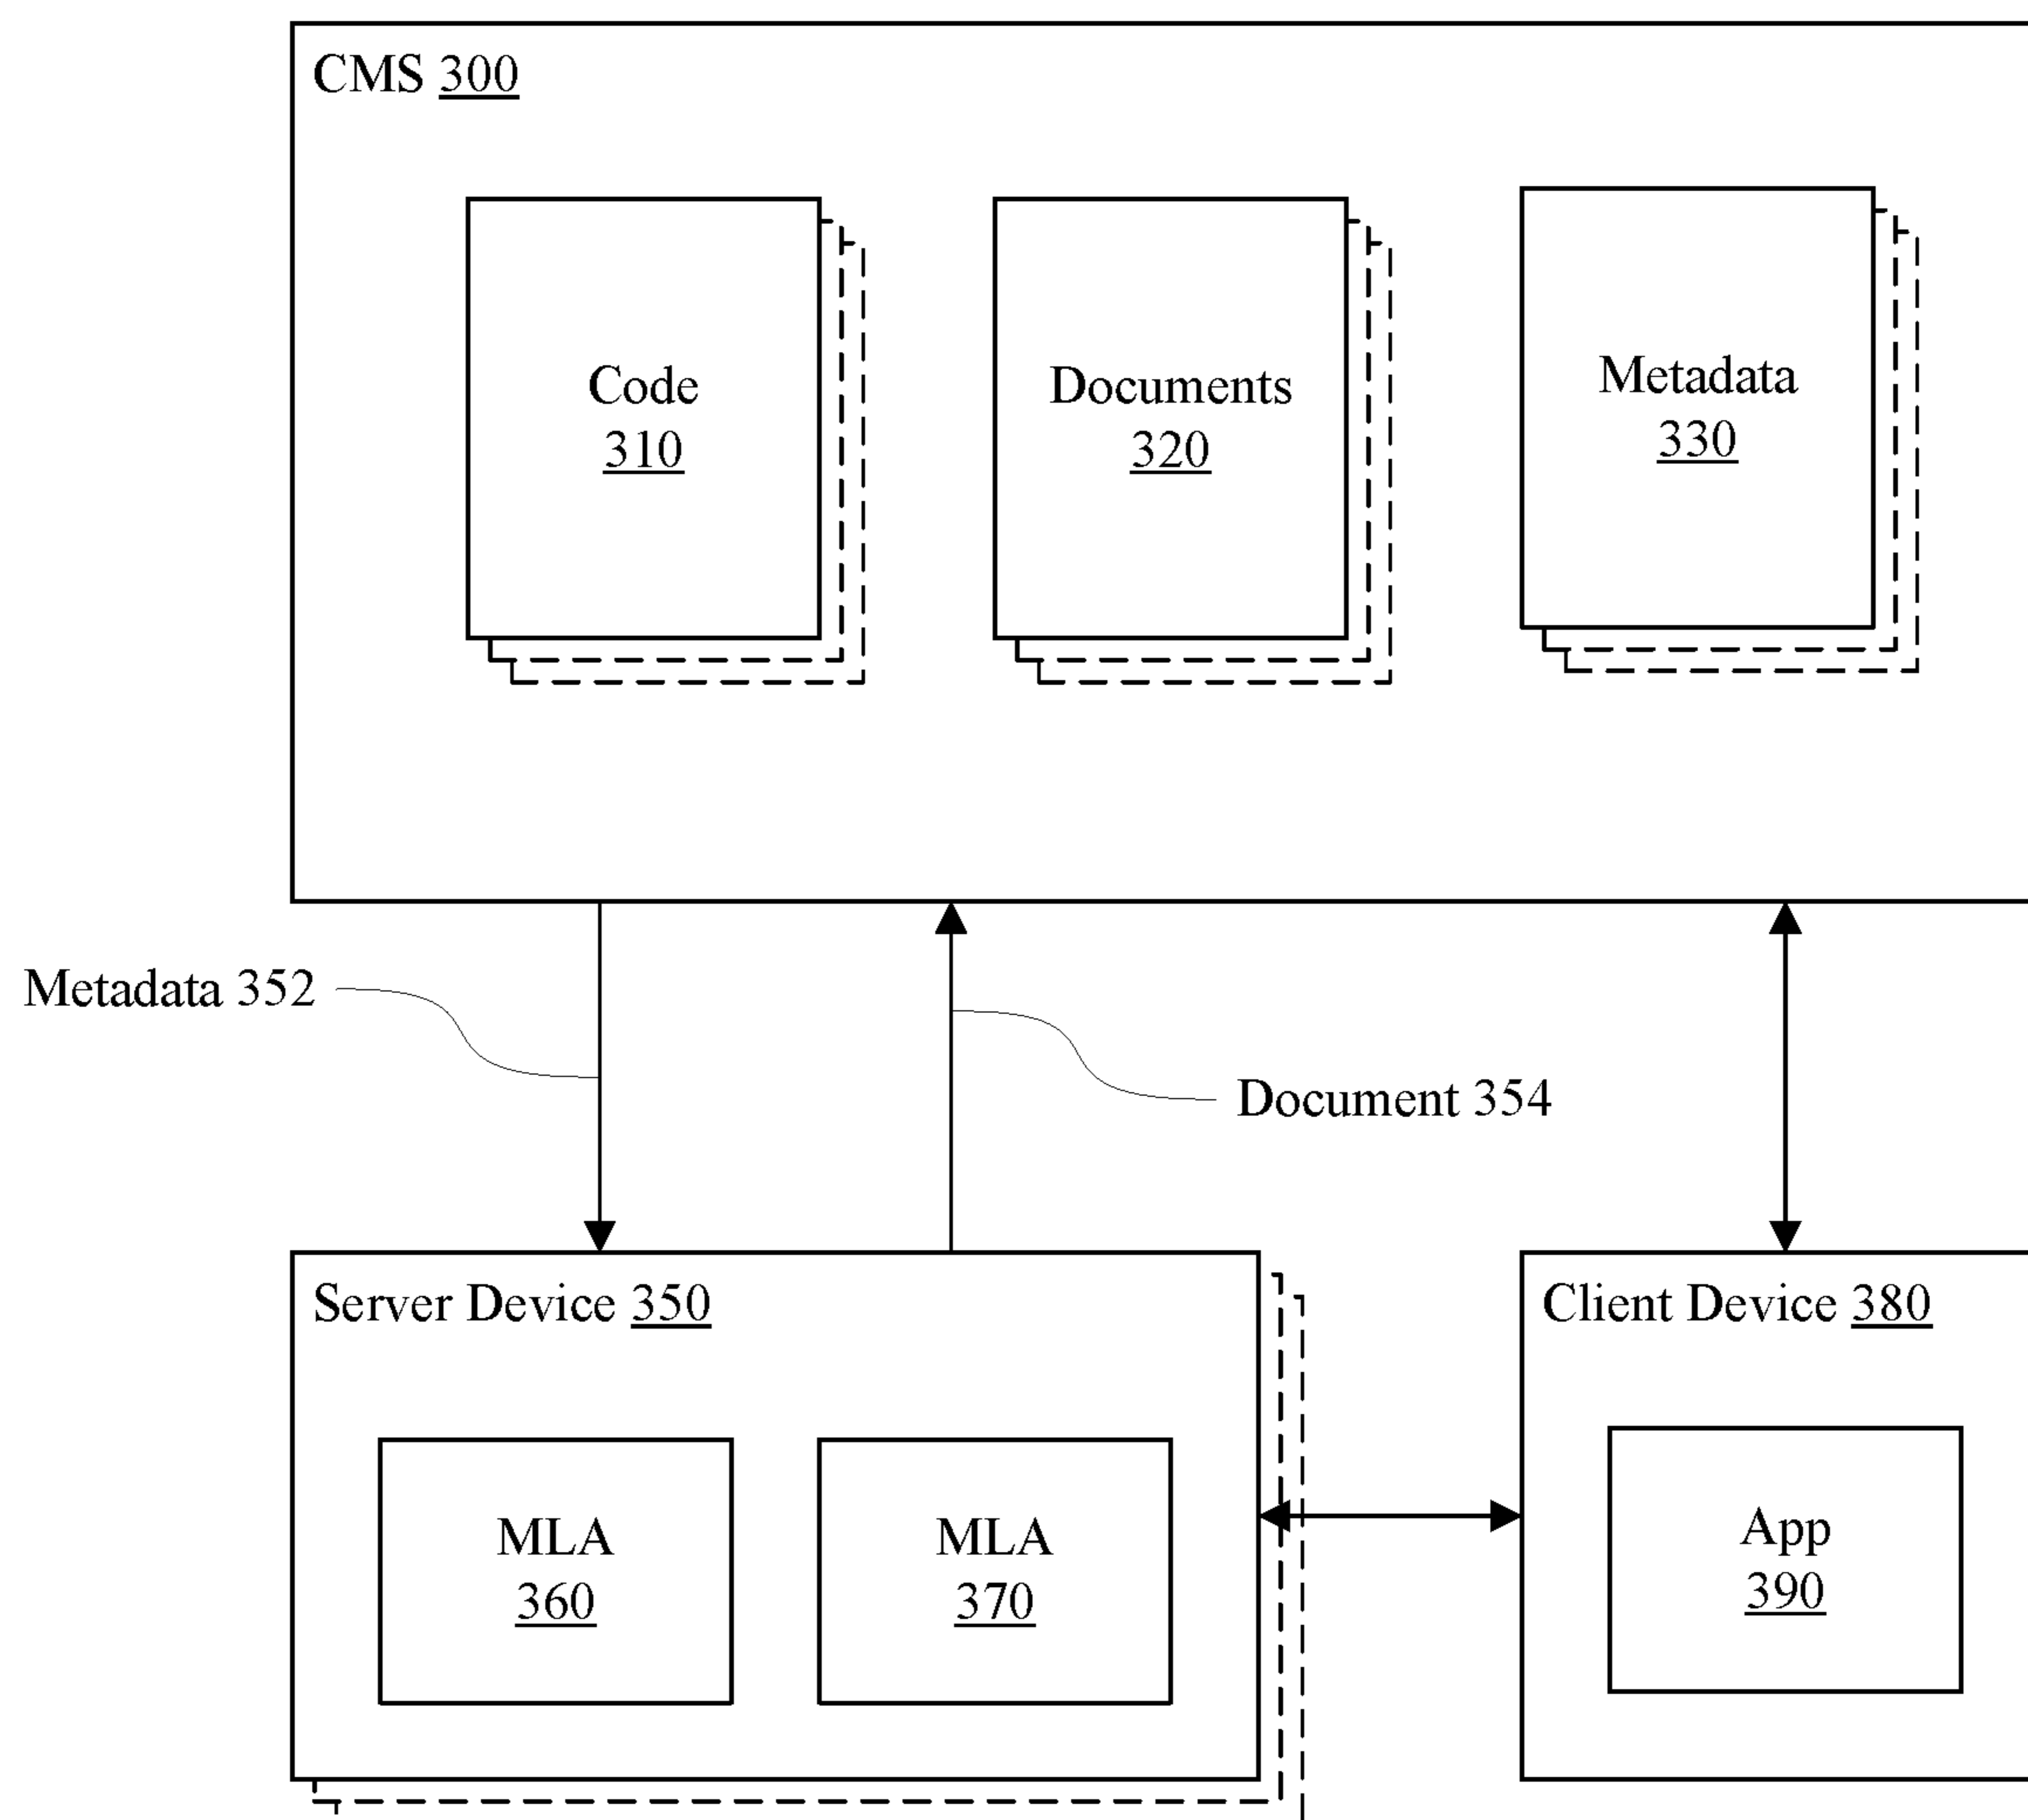 CMS 300
Code
310
Documents
320
Metadata
330
Metadata 352
Document 354
Server Device 350
MLA
360
MLA
370
Client Device 380
App
390